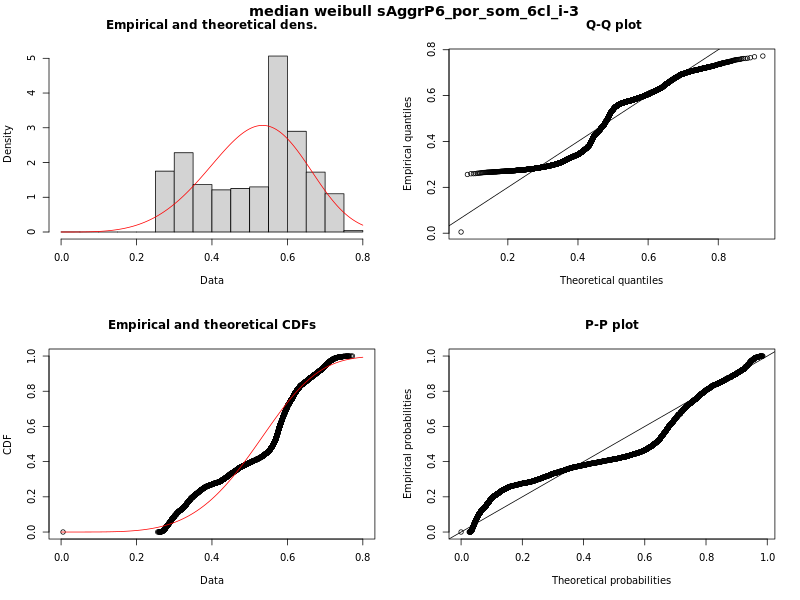 median weibull sAggrP6_por_som_6cl_i-3
Empirical and theoretical dens.
Density
0 1 2 3 4 5
0.0 0.2 0.4 0.6 0.8
Data
Q-Q plot
Empirical quantiles
0.0 0.2 0.4 0.6 0.8
0.2 0.4 0.6 0.8
Theoretical quantiles
Empirical and theoretical CDFs
CDF
0.0 0.2 0.4 0.6 0.8 1.0
0.0 0.2 0.4 0.6 0.8
Data
P-P plot
Empirical probabilities
0.0 0.2 0.4 0.6 0.8 1.0
0.0 0.2 0.4 0.6 0.8 1.0
Theoretical probabilities